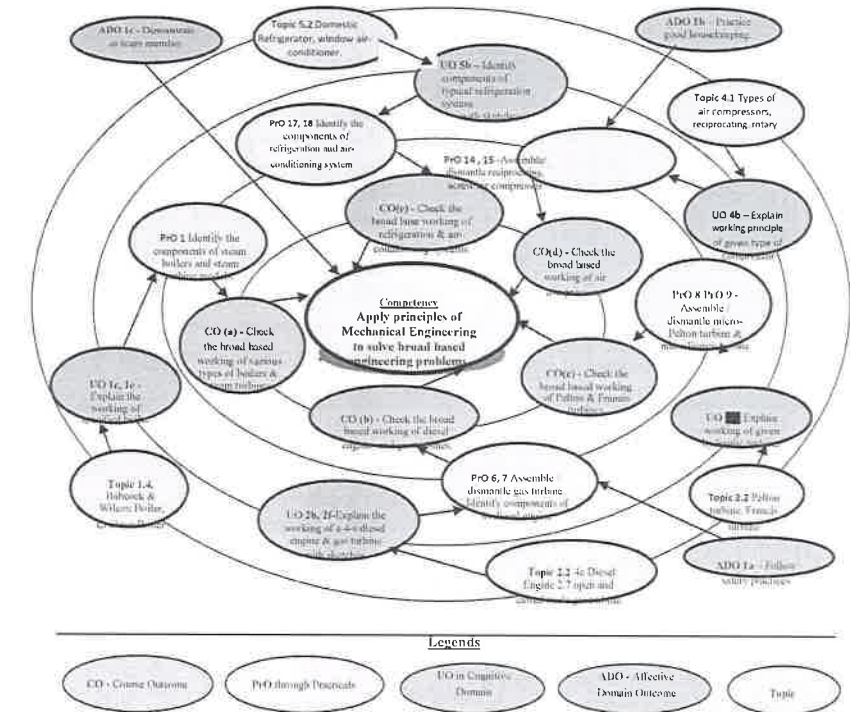 ADO 1c - Demonstrate
as team member
Topic 5.2 Domestic
Refrigerator, window air-
conditioner.
ADO 1b - Practice
good housekeeping
UO 5b – Identify
components of
typical refrigeration
system
Topic 4.1 Types of
air compressors,
reciprocating, rotary
PrO 17, 18 Identify the
components of
refrigeration and air-
conditioning system
PrO 14, 15 - Assemble
dismantle reciprocating,
screw air compressor
UO 4b – Explain
working principle
of given type of
compressor
CO(e) - Check the
broad base working of
refrigeration & air-
PrO 1 Identify the
components of steam
boilers and steam
CO(d) - Check the
broad based
working of air
Competency
Apply principles of
Mechanical Engineering
to solve broad based
engineering problems
PrO 8 PrO 9 -
Assemble
dismantle micro-
Pelton turbine &
CO (a) - Check
the broad based
working of various
types of boilers &
steam turbine
CO(c) - Check the
broad based working
of Pelton & Francis
turbines
UO 1c, 1e -
Explain the
working of
CO (b) - Check the broad
based working of diesel
UO Explain
working of given
Topic 1.4,
Babcock &
Wilcox Boiler,
PrO 6, 7 Assemble
dismantle gas turbine
Identify components of
Topic 3.2 Pelton
turbine, Francis
turbine
UO 2b, 2f-Explain the
working of a 4-s diesel
engine & gas turbine
with sketches
Topic 2.2 4s Diesel
Engine 2.7 open and
ADO 1a - Follow
safety practices
Legends
CO - Course Outcome
PrO through Practicals
UO in Cognitive
Domain
ADO - Affective
Domain Outcome
Topic